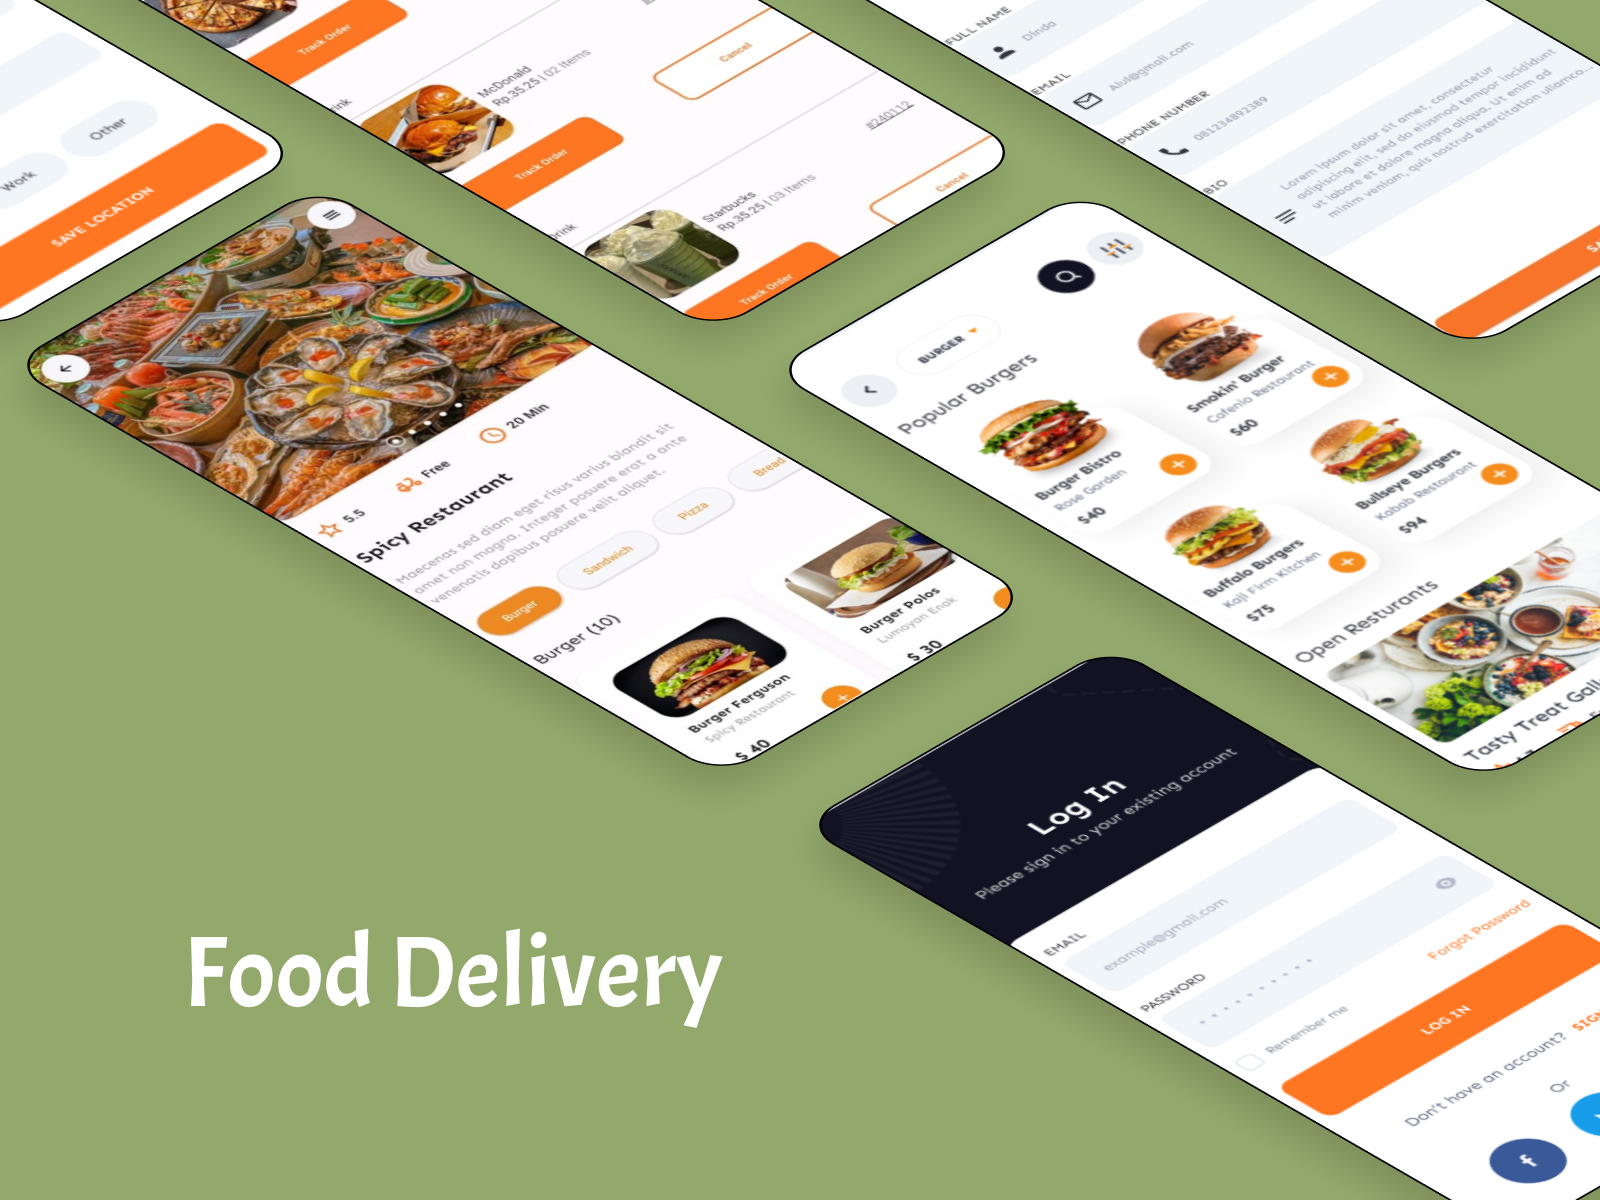 Work
Other
SAVE LOCATION
Track Order
Cancel
McDonald
Rp.35.25 | 02 Items
Track Order
#240112
Cancel
Starbucks
Rp.35.25 | 03 Items
Track Order
FULL NAME
Dinda
EMAIL
PHONE NUMBER
081234892389
BIO
Lorem ipsum dolor sit amet, consectetur
adipiscing elit, sed do eiusmod tempor incididunt
ut labore et dolore magna aliqua. Ut enim ad
minim veniam, quis nostrud exercitation ullamco...
5.5
Free
20 Min
Spicy Restaurant
Maecenas sed diam eget risus varius blandit sit
amet non magna. Integer posuere erat a ante
venenatis dapibus posuere velit aliquet.
Burger
Sandwich
Pizza
Bread
Burger (10)
Burger Ferguson
Spicy Restaurant
$ 40
Burger Polos
Lumayan Enak
$ 30
BURGER
Popular Burgers
Burger Bistro
Rose Garden
$40
Smokin' Burger
Cafenio Restaurant
$60
Buffalo Burgers
Kaji Firm Kitchen
$75
Bullseye Burgers
Kabab Restaurant
$94
Open Resturants
Tasty Treat
Log In
Please sign in to your existing account
EMAIL
example@gmail.com
PASSWORD
Remember me
Forgot Password
LOG IN
Don't have an account?
Or
Food Delivery